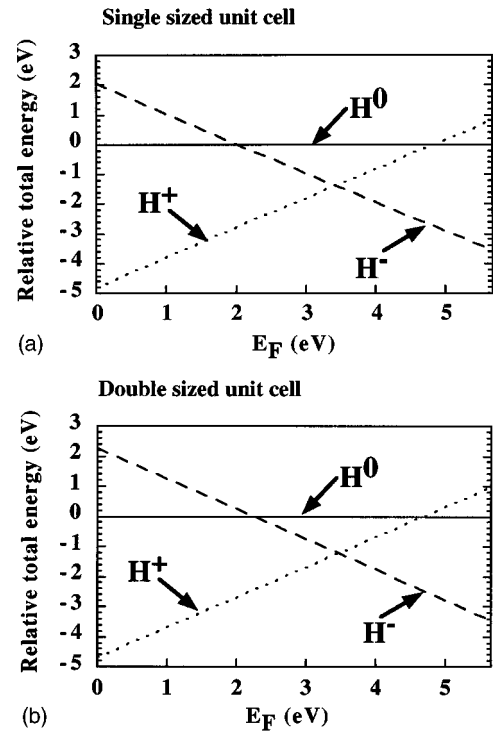 Single sized unit cell
Relative total energy (eV)
3
2
1
0
-1
-2
-3
-4
-5
H⁰
H⁺
H⁻
0 1 2 3 4 5
(a)
E_F (eV)
Double sized unit cell
Relative total energy (eV)
3
2
1
0
-1
-2
-3
-4
-5
H⁰
H⁺
H⁻
0 1 2 3 4 5
(b)
E_F (eV)